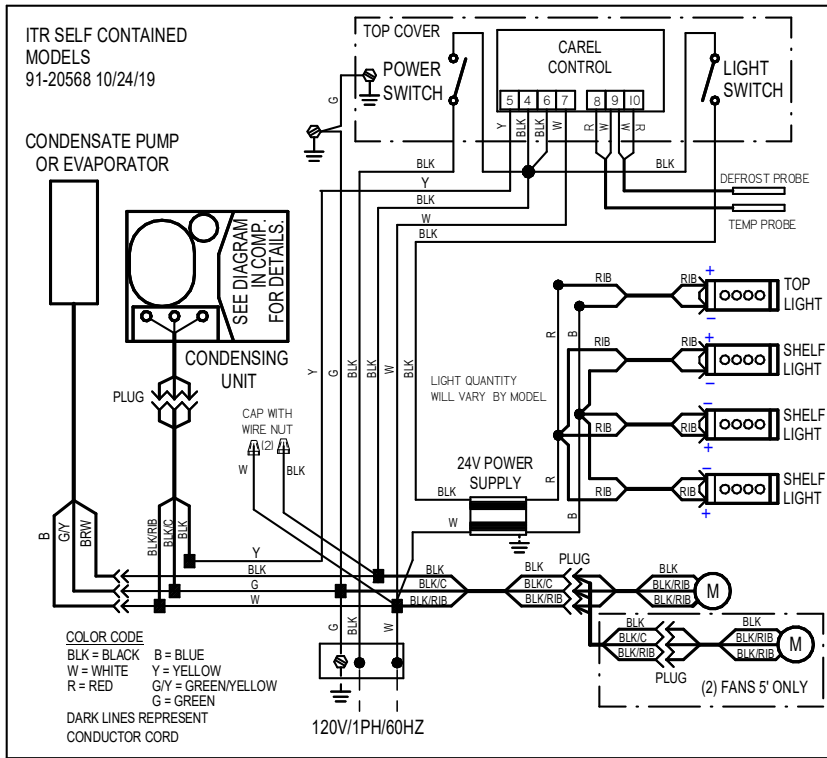 ITR SELF CONTAINED
MODELS
91-20568 10/24/19
TOP COVER
POWER
SWITCH
CAREL
CONTROL
5 4 6 7 8 9 10
LIGHT
SWITCH
G
Y
BLK
BLK
W
R
W
W
R
CONDENSATE PUMP
OR EVAPORATOR
BLK
BLK
Y
BLK
W
BLK
DEFROST PROBE
TEMP PROBE
SEE DIAGRAM
IN COMP.
FOR DETAILS.
CONDENSING
UNIT
PLUG
Y
G
BLK
BLK
W
BLK
LIGHT QUANTITY
WILL VARY BY MODEL
R
B
RIB
RIB
+
−
TOP
LIGHT
RIB
RIB
+
−
SHELF
LIGHT
RIB
RIB
−
+
SHELF
LIGHT
RIB
RIB
−
+
SHELF
LIGHT
CAP WITH
WIRE NUT
(2)
W
BLK
24V POWER
SUPPLY
BLK
W
R
B
B
G/Y
BRW
BLK/RIB
BLK/C
BLK
Y
BLK
G
W
BLK
BLK/C
BLK/RIB
BLK
BLK/C
BLK/RIB
PLUG
BLK
BLK/RIB
BLK/RIB
M
BLK
BLK/C
BLK/RIB
PLUG
BLK
BLK/RIB
BLK/RIB
M
(2) FANS 5' ONLY
G
BLK
W
120V/1PH/60HZ
COLOR CODE
BLK = BLACK B = BLUE
W = WHITE Y = YELLOW
R = RED G/Y = GREEN/YELLOW
G = GREEN
DARK LINES REPRESENT
CONDUCTOR CORD